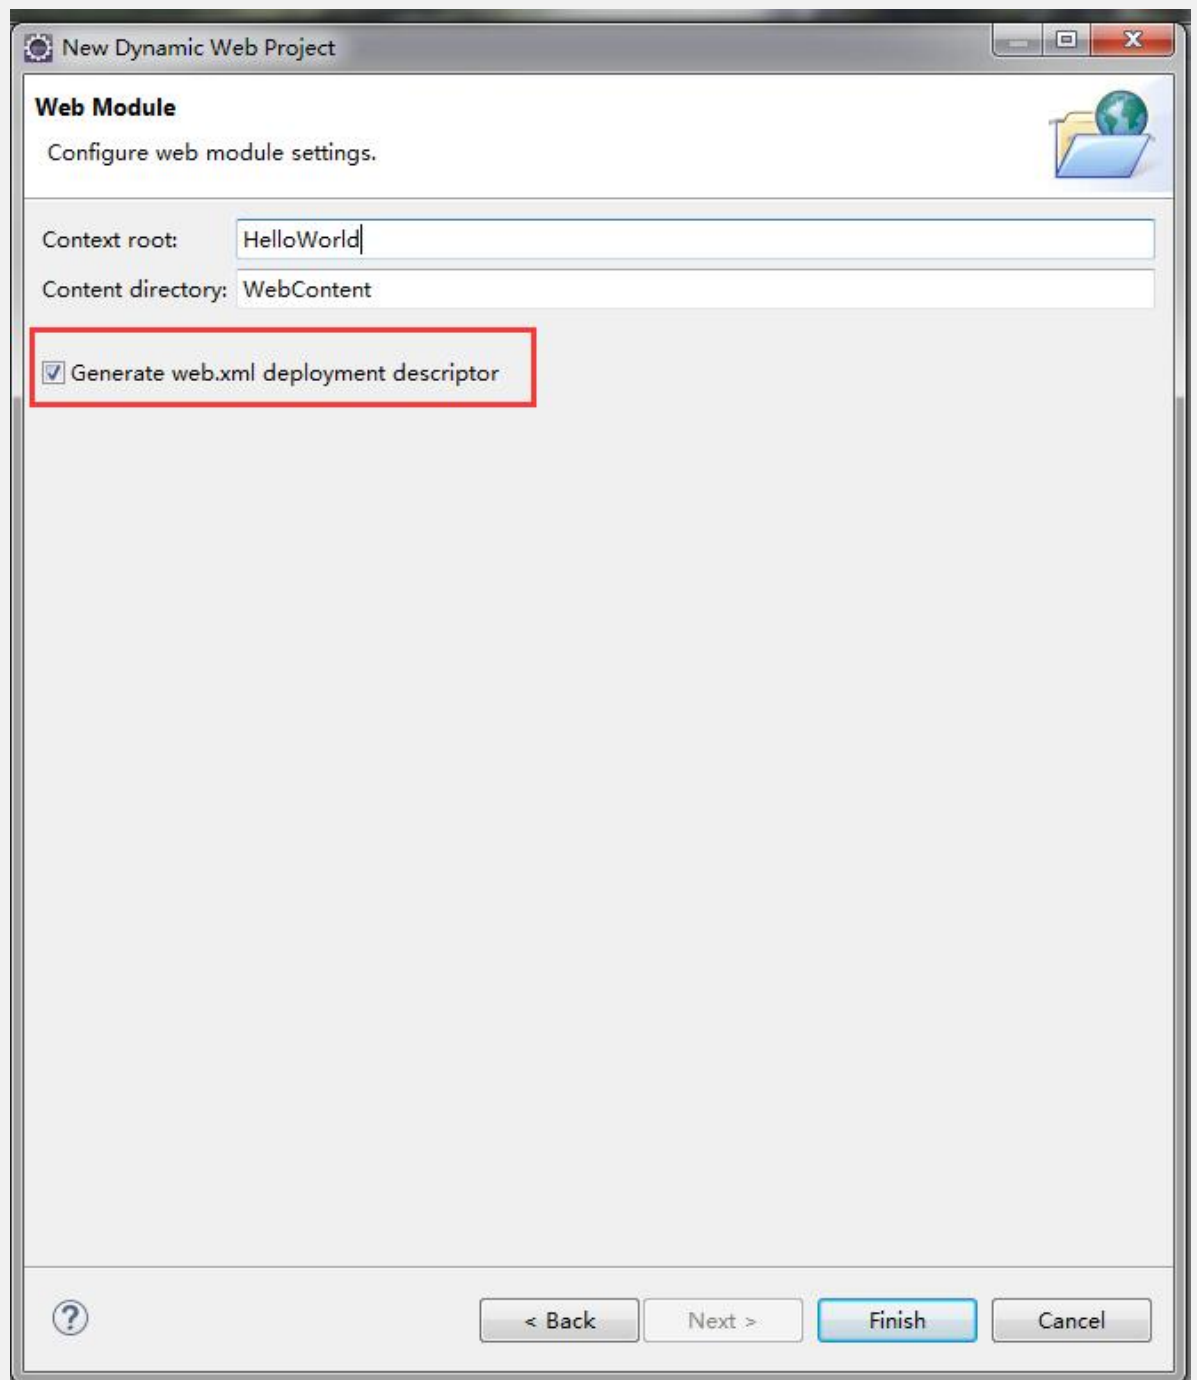 New Dynamic Web Project
Web Module
Configure web module settings.
Context root: HelloWorld
Content directory: WebContent
Generate web.xml deployment descriptor
? < Back Next > Finish Cancel